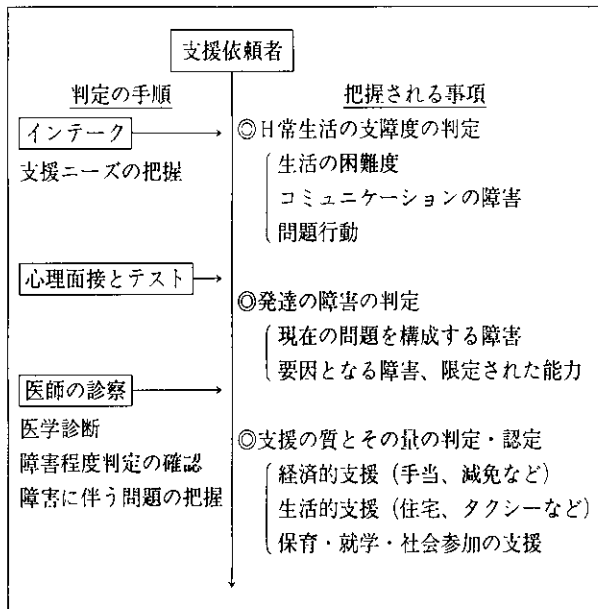 支援依頼者
判定の手順
インテーク
支援ニーズの把握
心理面接とテスト
医師の診察
医学診断
障害程度判定の確認
障害に伴う問題の把握
把握される事項
◎日常生活の支障度の判定
生活の困難度
コミュニケーションの障害
問題行動
◎発達の障害の判定
現在の問題を構成する障害
要因となる障害、限定された能力
◎支援の質とその量の判定・認定
経済的支援（手当、減免など）
生活的支援（住宅、タクシーなど）
保育・就学・社会参加の支援